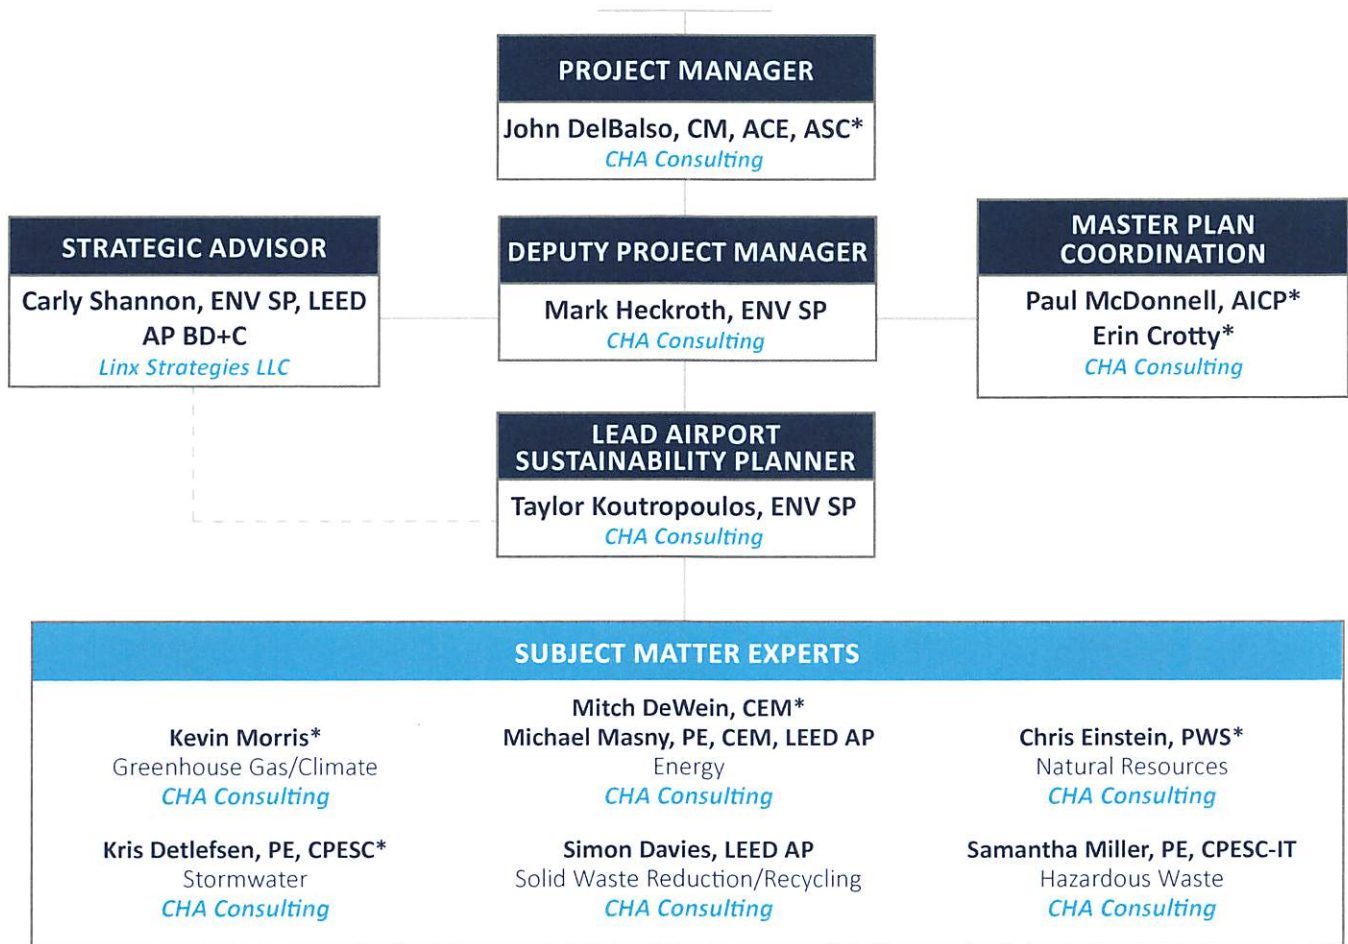 PROJECT MANAGER
John DelBalso, CM, ACE, ASC*
CHA Consulting
STRATEGIC ADVISOR
Carly Shannon, ENV SP, LEED
AP BD+C
Linx Strategies LLC
DEPUTY PROJECT MANAGER
Mark Heckroth, ENV SP
CHA Consulting
MASTER PLAN
COORDINATION
Paul McDonnell, AICP*
Erin Crotty*
CHA Consulting
LEAD AIRPORT
SUSTAINABILITY PLANNER
Taylor Koutropoulos, ENV SP
CHA Consulting
SUBJECT MATTER EXPERTS
Kevin Morris*
Greenhouse Gas/Climate
CHA Consulting
Mitch DeWein, CEM*
Michael Masny, PE, CEM, LEED AP
Energy
CHA Consulting
Chris Einstein, PWS*
Natural Resources
CHA Consulting
Kris Detlefsen, PE, CPESC*
Stormwater
CHA Consulting
Simon Davies, LEED AP
Solid Waste Reduction/Recycling
CHA Consulting
Samantha Miller, PE, CPESC-IT
Hazardous Waste
CHA Consulting